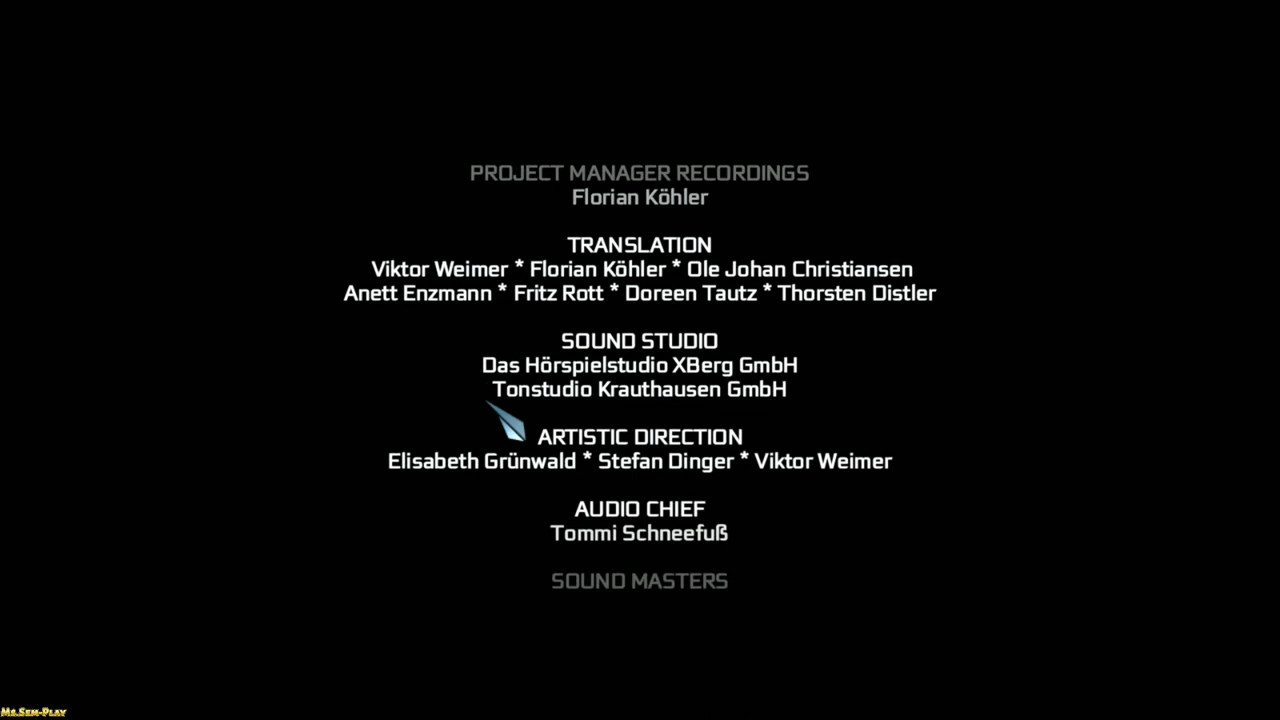 PROJECT MANAGER RECORDINGS
Florian Köhler
TRANSLATION
Viktor Weimer * Florian Köhler * Ole Johan Christiansen
Anett Enzmann * Fritz Rott * Doreen Tautz * Thorsten Distler
SOUND STUDIO
Das Hörspielstudio XBerg GmbH
Tonstudio Krauthausen GmbH
ARTISTIC DIRECTION
Elisabeth Grünwald * Stefan Dinger * Viktor Weimer
AUDIO CHIEF
Tommi Schneefuß
SOUND MASTERS
Ms.Sem-Play